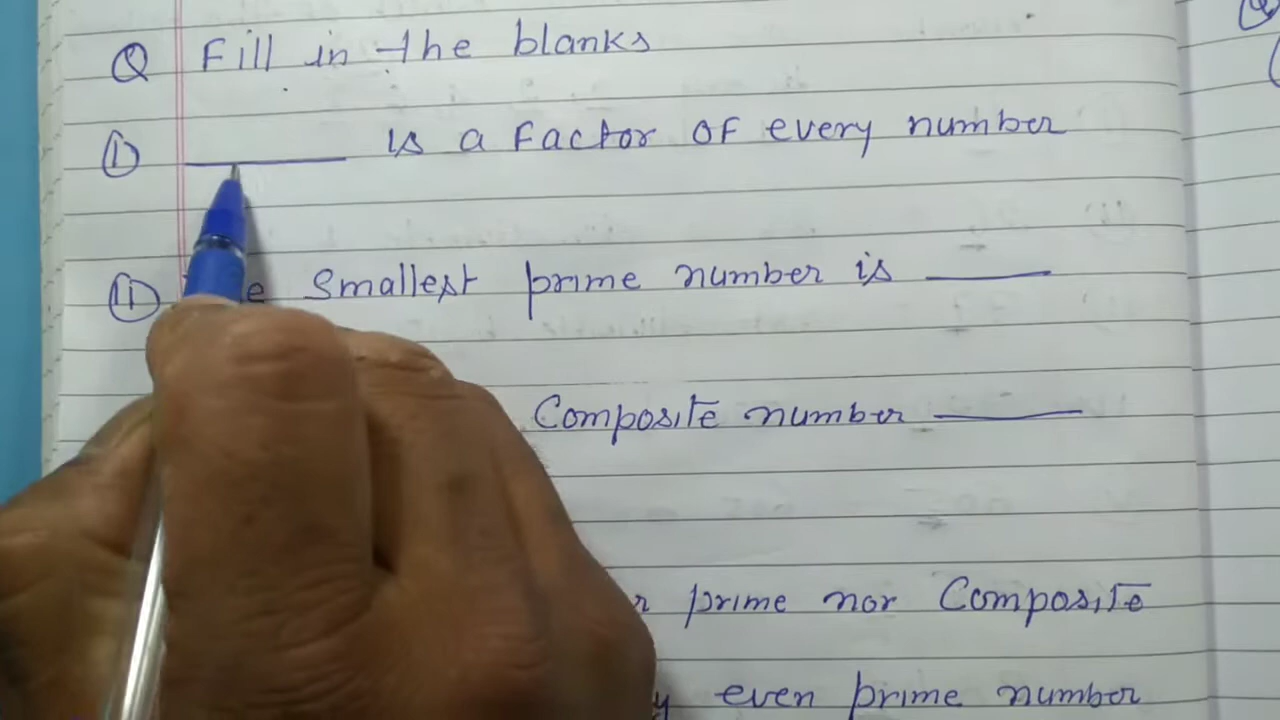 Q Fill in the blanks
(i) ________ is a factor of every number
(ii) smallest prime number is ______
Composite number ______
prime nor Composite
even prime number